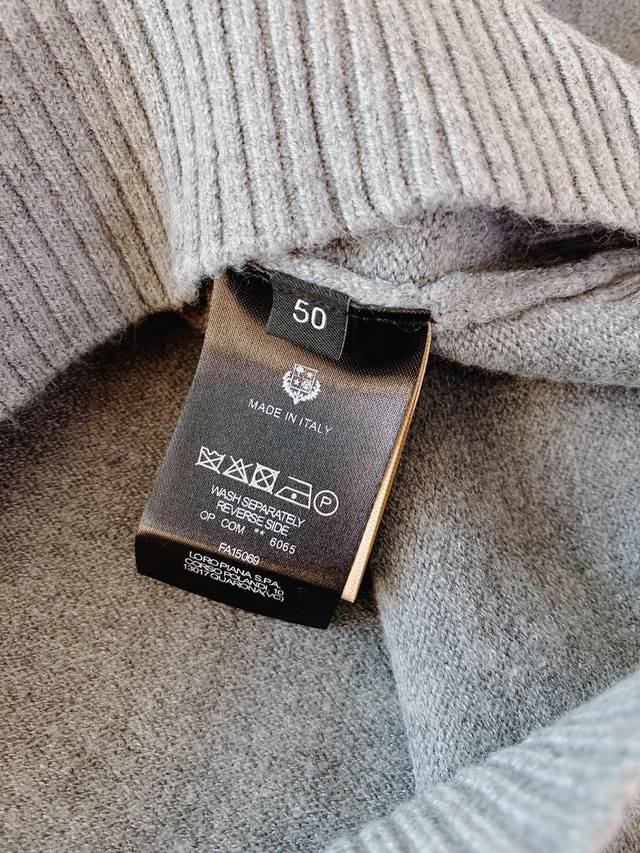 50
MADE IN ITALY
P
WASH SEPARATELY
REVERSE SIDE
OP COM ** 6065
FA15069
LORO PIANA S.P.A.
CORSO POLANDI, 10
13017 QUARONA(VC)